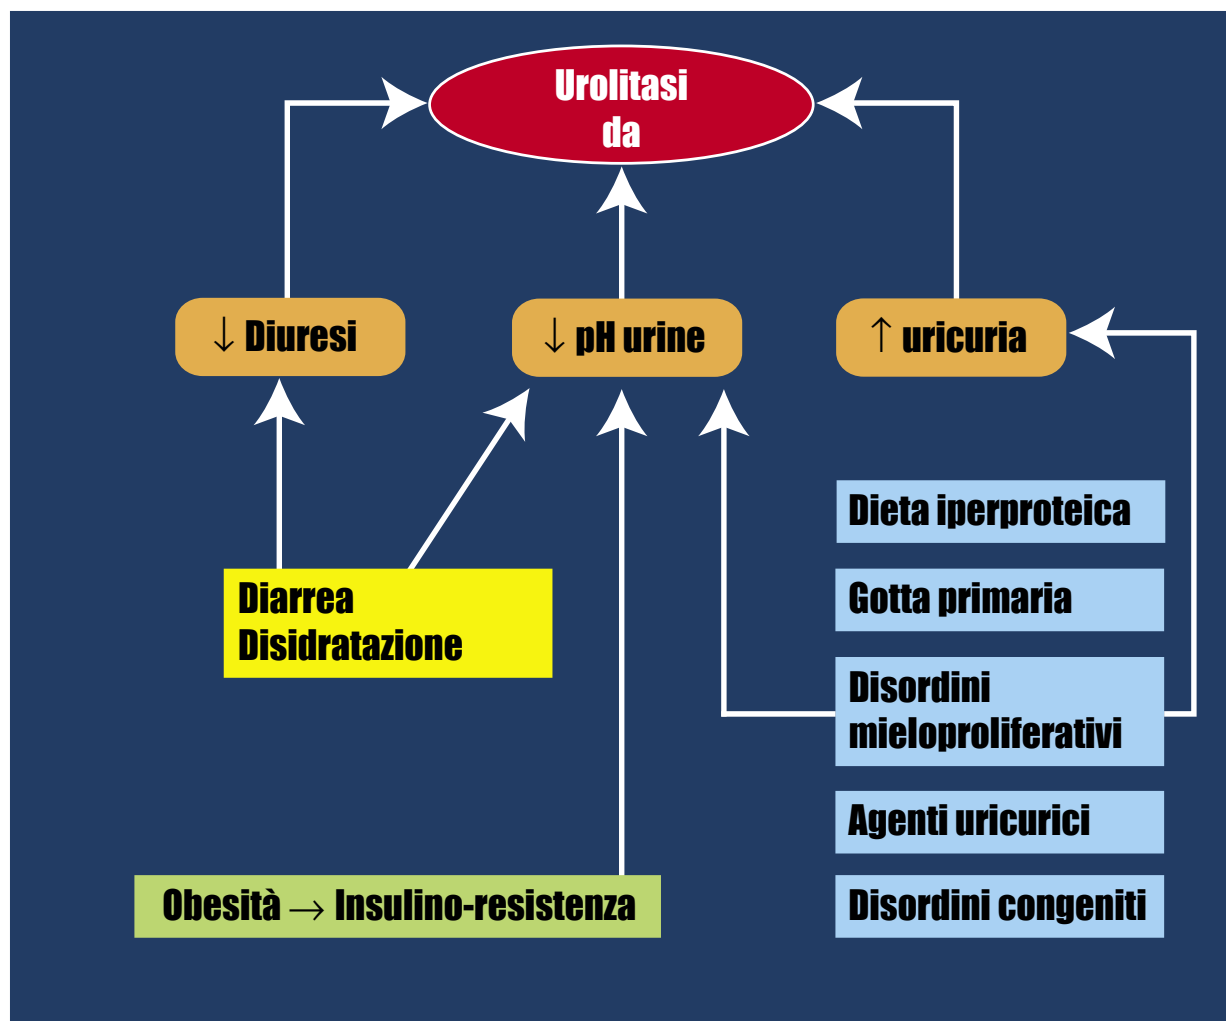 Urolitasi
da
↓ Diuresi
↓ pH urine
↑ uricuria
Dieta iperproteica
Gotta primaria
Diarrea
Disidratazione
Disordini
mieloproliferativi
Agenti uricurici
Obesità → Insulino-resistenza
Disordini congeniti